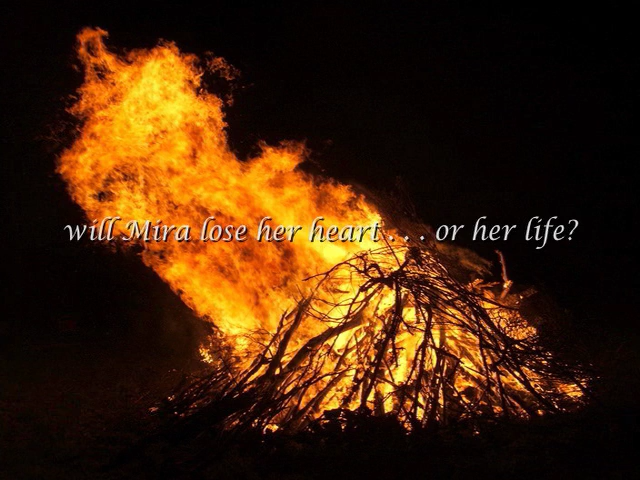 will Mira lose her heart . . . or her life?